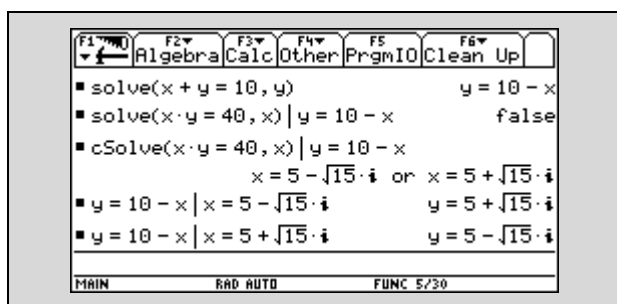 F1 F2 F3 F4 F5 F6
Algebra Calc Other PrgmIO Clean Up
■ solve(x + y = 10, y) y = 10 - x
■ solve(x·y = 40, x) | y = 10 - x false
■ cSolve(x·y = 40, x) | y = 10 - x
x = 5 - √15·i or x = 5 + √15·i
■ y = 10 - x | x = 5 - √15·i y = 5 + √15·i
■ y = 10 - x | x = 5 + √15·i y = 5 - √15·i
MAIN RAD AUTO FUNC 5/30